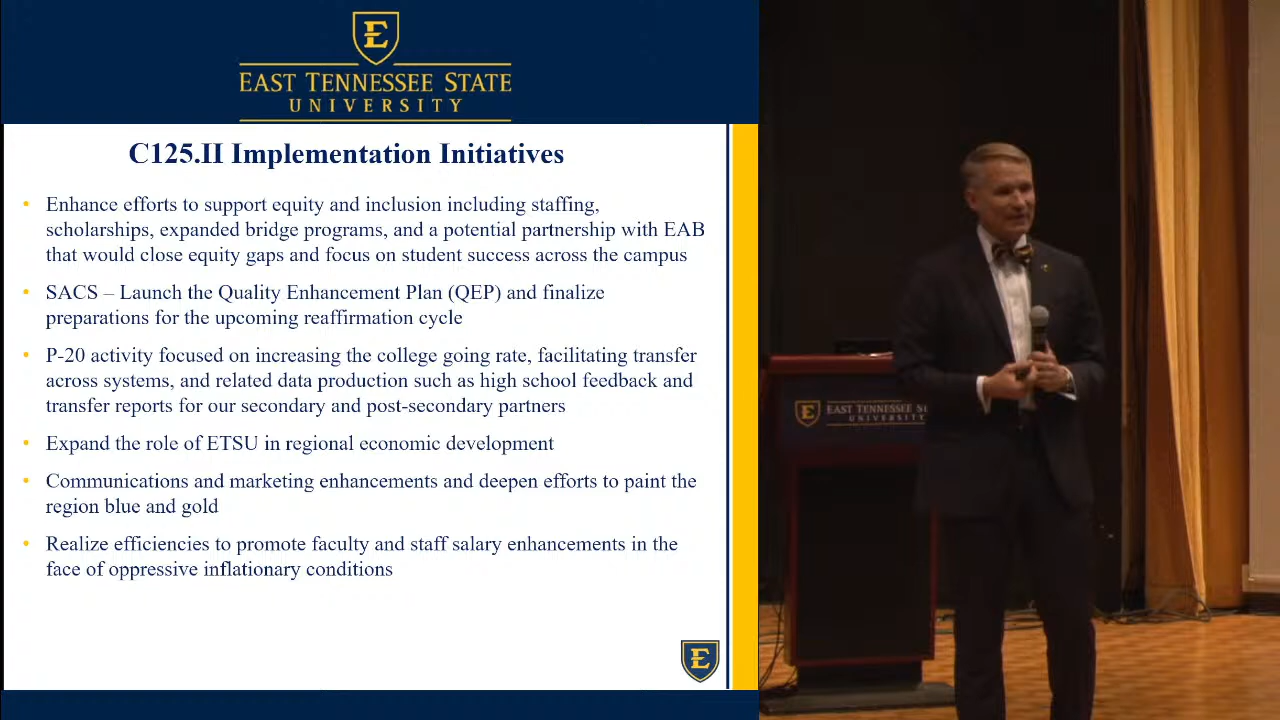 E
EAST TENNESSEE STATE
UNIVERSITY
C125.II Implementation Initiatives
• Enhance efforts to support equity and inclusion including staffing,
scholarships, expanded bridge programs, and a potential partnership with EAB
that would close equity gaps and focus on student success across the campus
• SACS – Launch the Quality Enhancement Plan (QEP) and finalize
preparations for the upcoming reaffirmation cycle
• P-20 activity focused on increasing the college going rate, facilitating transfer
across systems, and related data production such as high school feedback and
transfer reports for our secondary and post-secondary partners
• Expand the role of ETSU in regional economic development
• Communications and marketing enhancements and deepen efforts to paint the
region blue and gold
• Realize efficiencies to promote faculty and staff salary enhancements in the
face of oppressive inflationary conditions
E
E
EAST TENNESSEE ST
UNIVERSITY